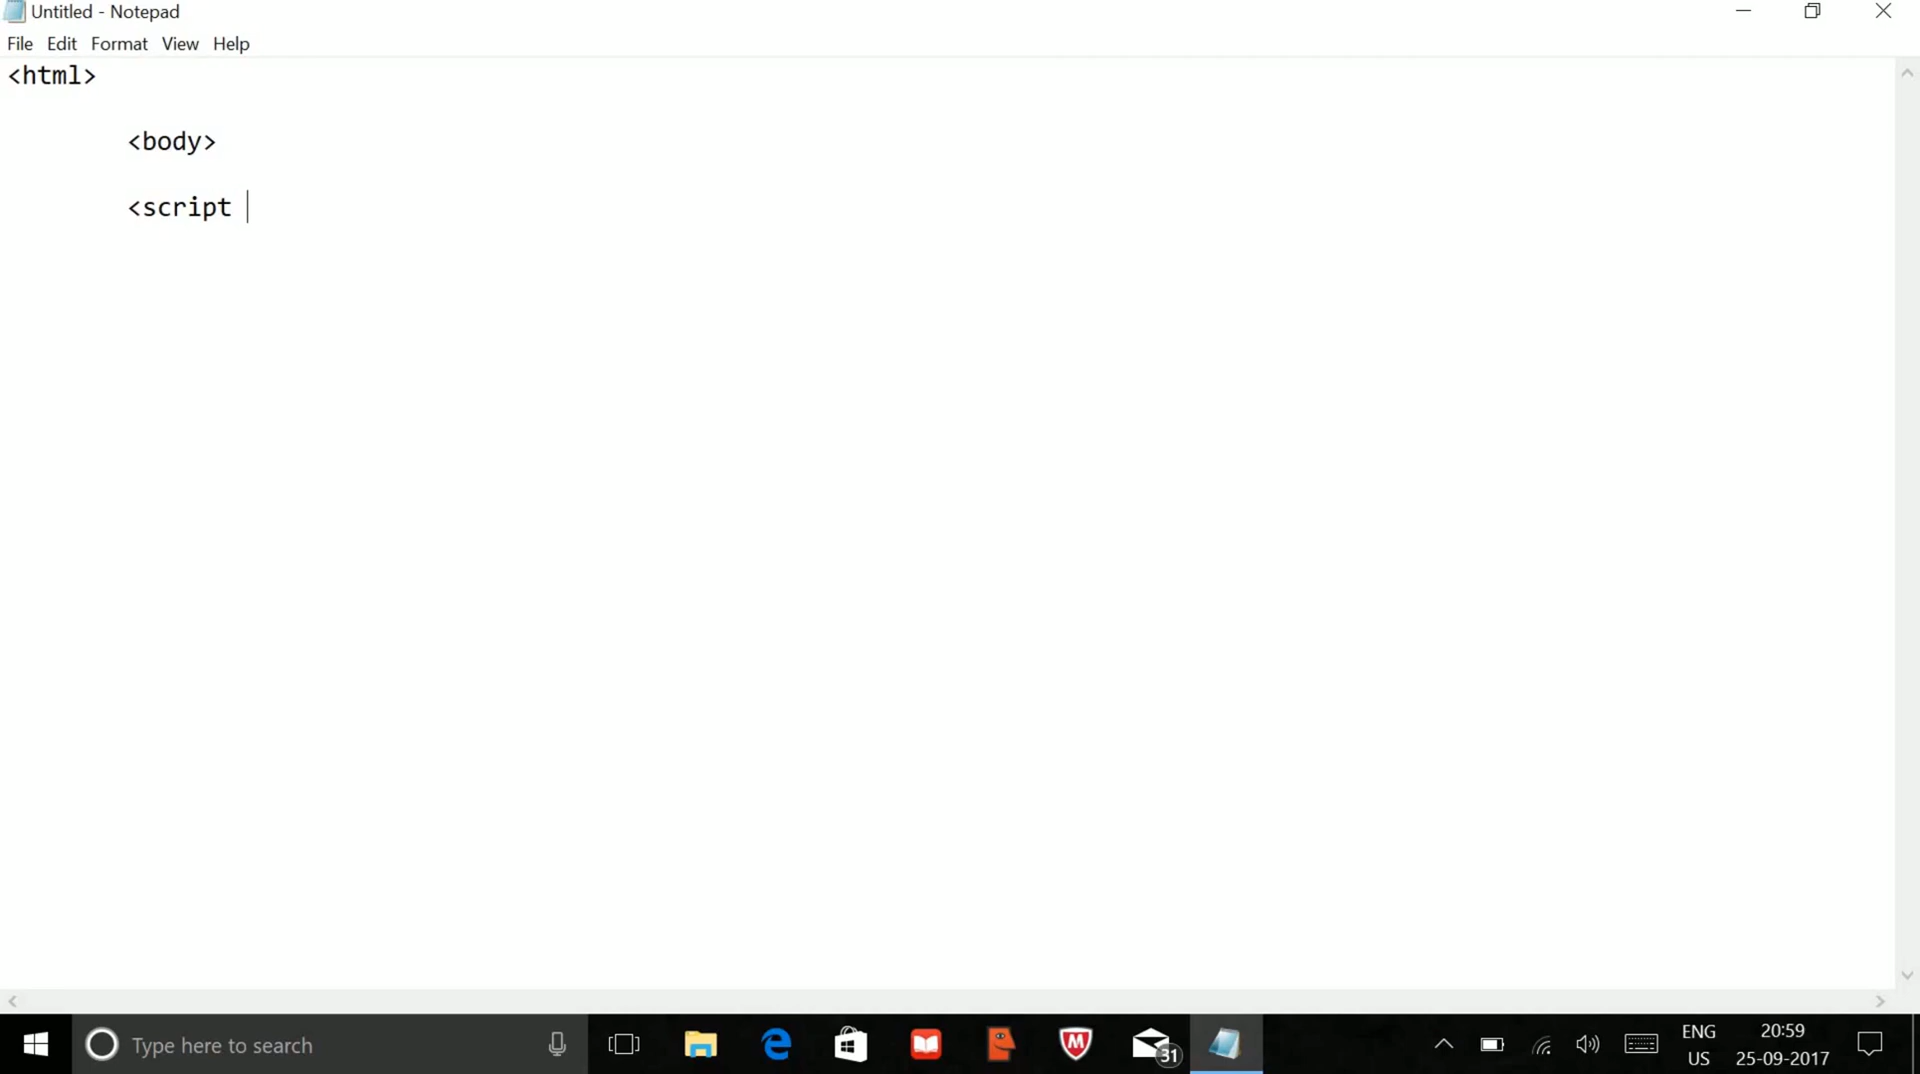 Untitled - Notepad
File Edit Format View Help
<html>
<body>
<script
Type here to search
31
ENG
US
20:59
25-09-2017